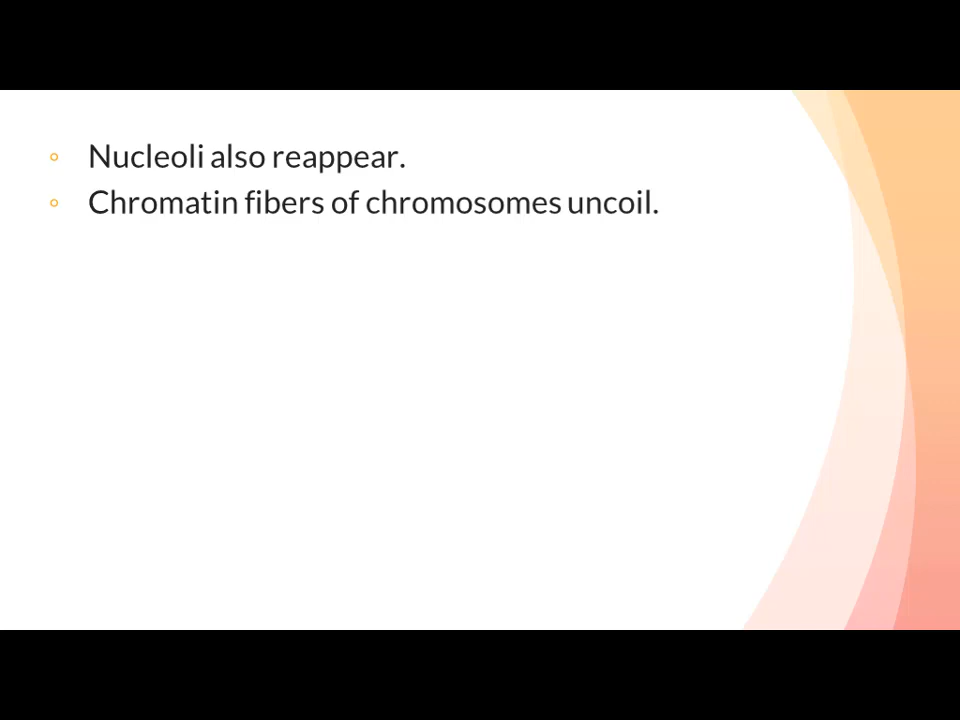 Nucleoli also reappear.
Chromatin fibers of chromosomes uncoil.